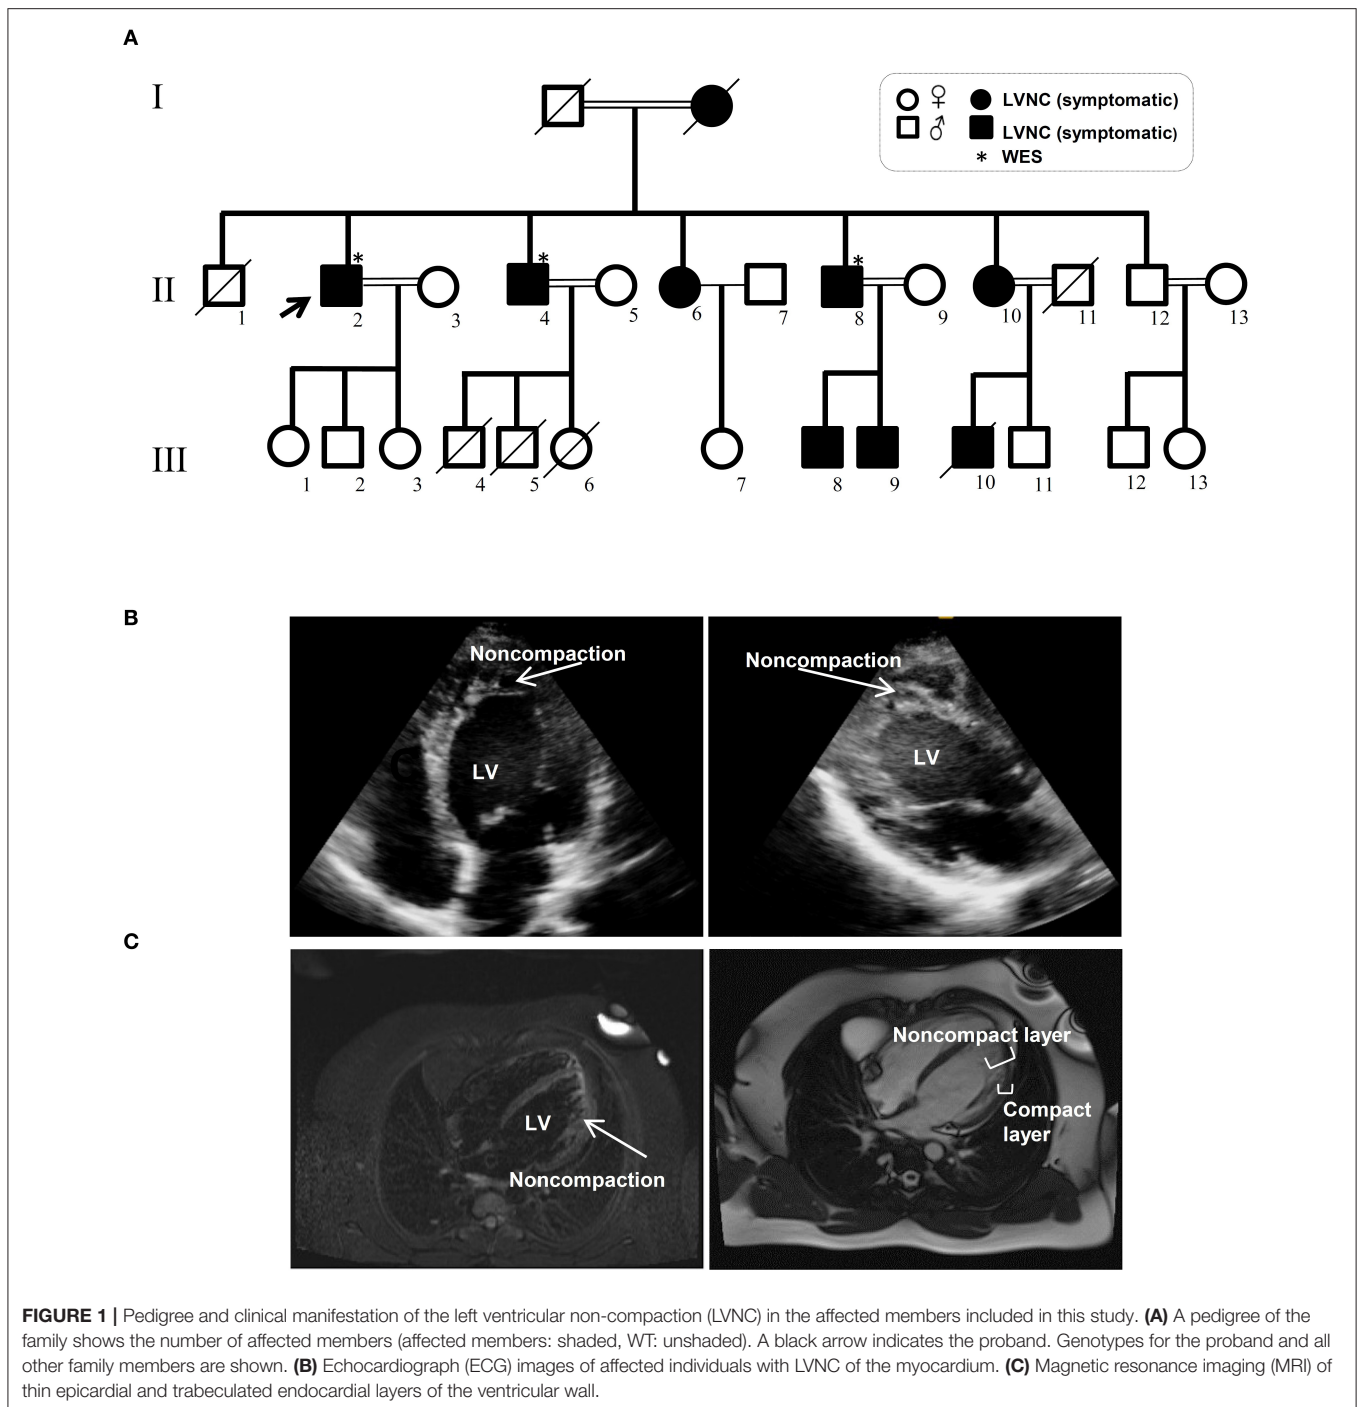 A
I
♀ LVNC (symptomatic)
♂ LVNC (symptomatic)
* WES
* * *
II
1 2 3 4 5 6 7 8 9 10 11 12 13
III
1 2 3 4 5 6 7 8 9 10 11 12 13
B
Noncompaction
LV
Noncompaction
LV
C
LV
Noncompaction
Noncompact layer
Compact
layer
FIGURE 1 | Pedigree and clinical manifestation of the left ventricular non-compaction (LVNC) in the affected members included in this study. (A) A pedigree of the
family shows the number of affected members (affected members: shaded, WT: unshaded). A black arrow indicates the proband. Genotypes for the proband and all
other family members are shown. (B) Echocardiograph (ECG) images of affected individuals with LVNC of the myocardium. (C) Magnetic resonance imaging (MRI) of
thin epicardial and trabeculated endocardial layers of the ventricular wall.